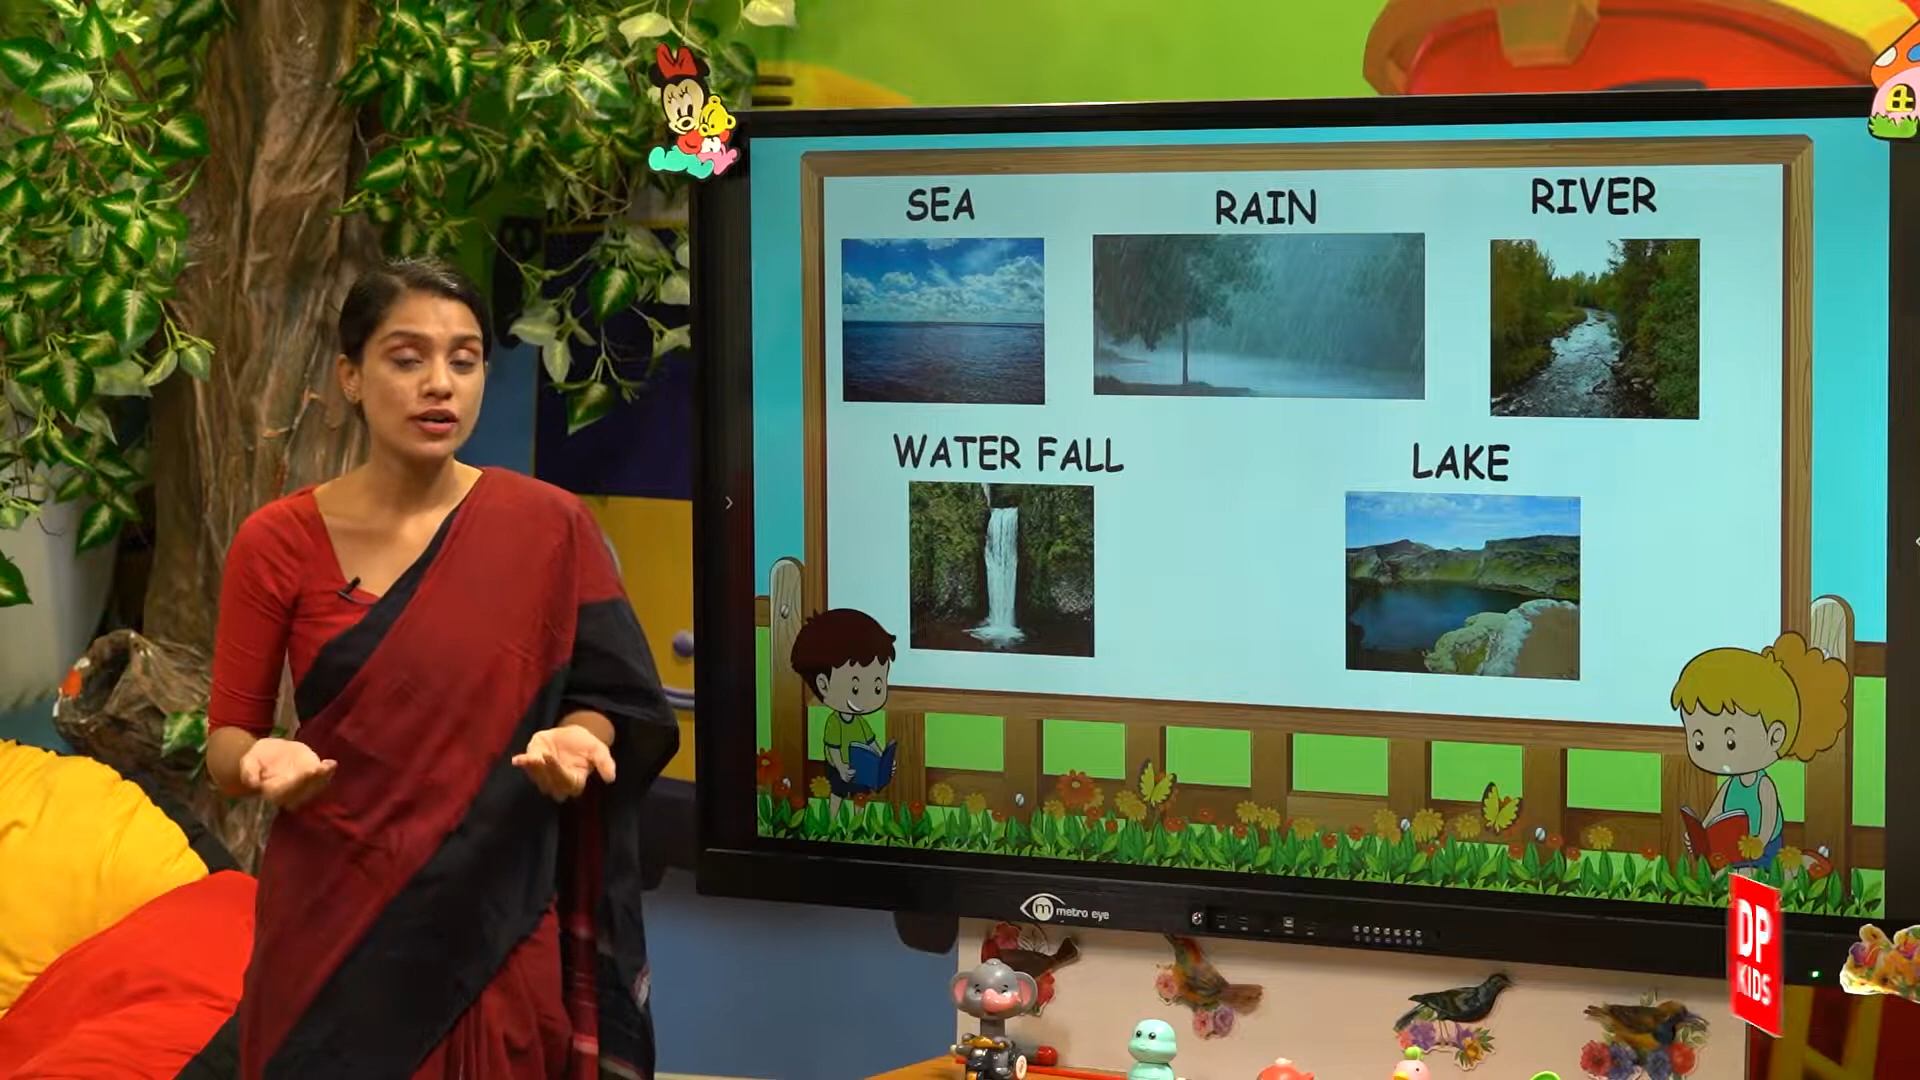 SEA
RAIN
RIVER
WATER FALL
LAKE
m metro eye
DP
KIDS